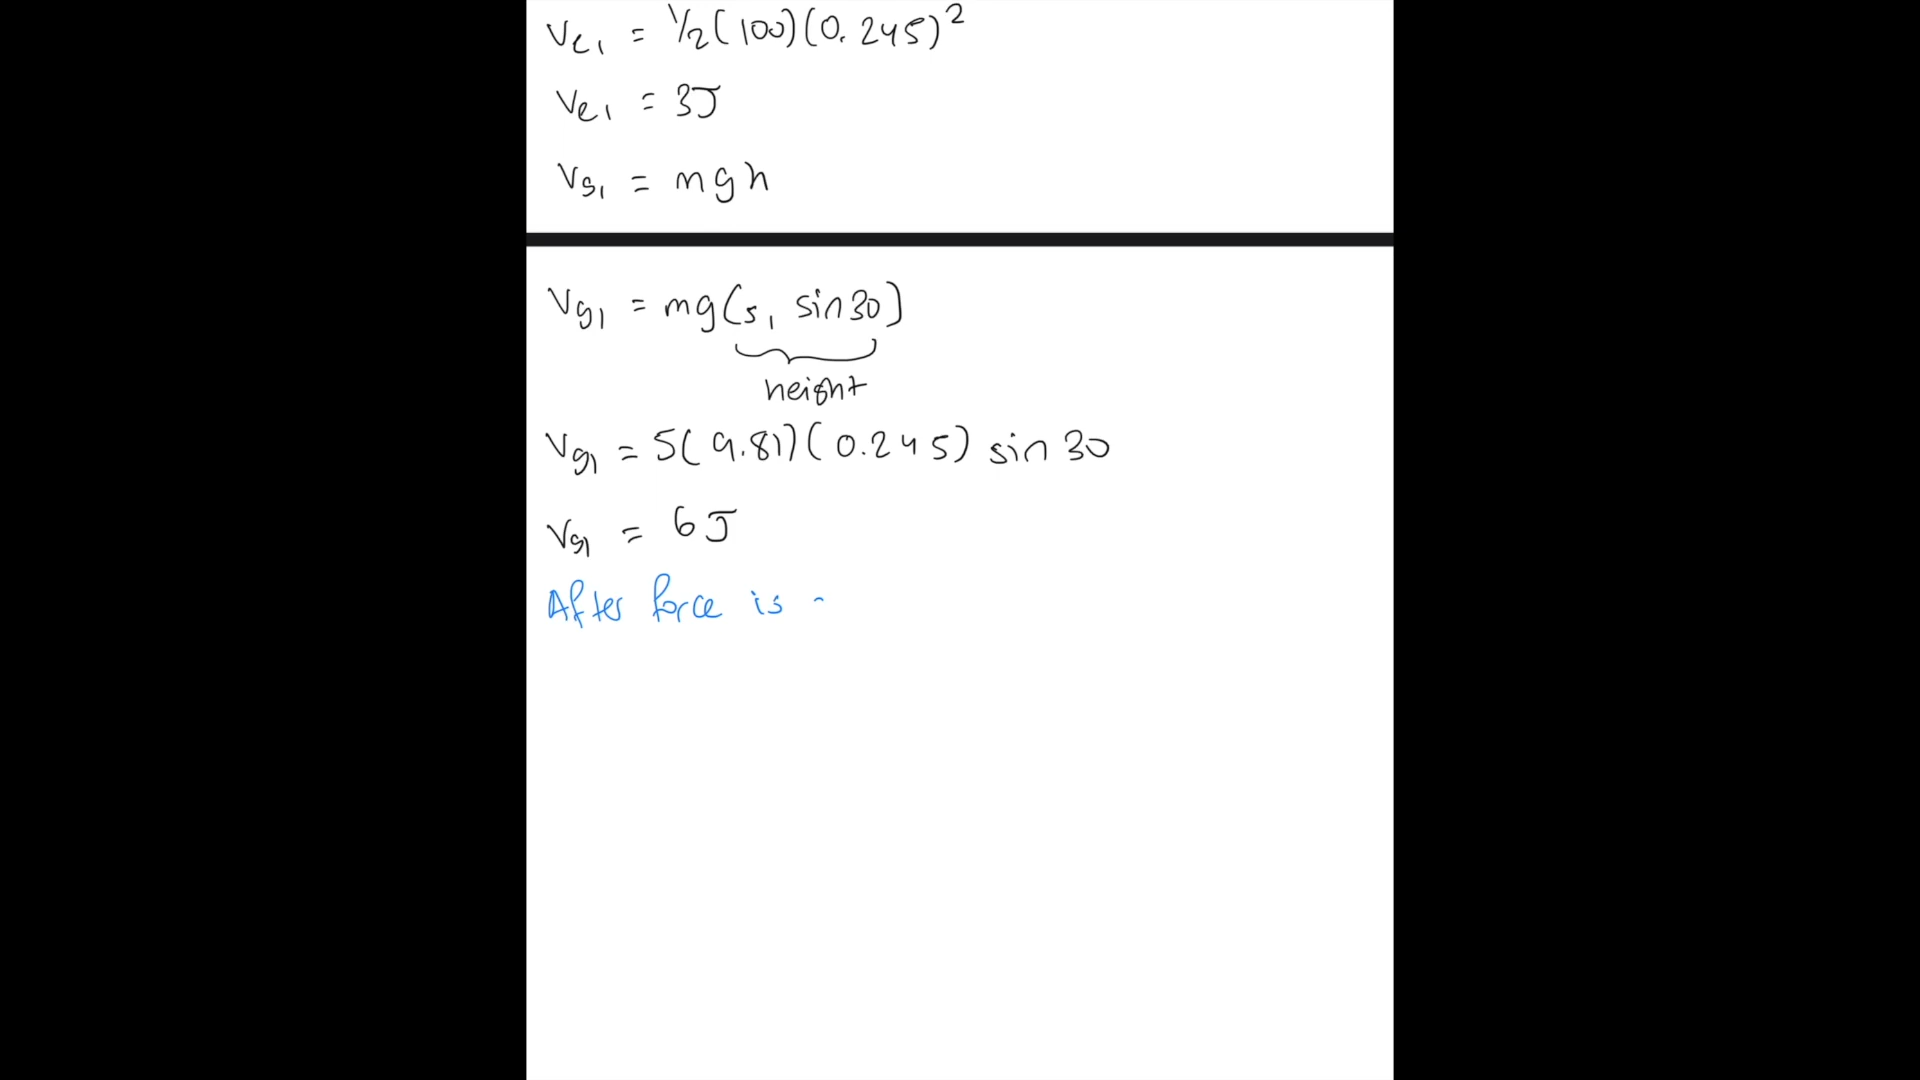 Ve1 = 1/2(100)(0.245)²
Ve1 = 3J
Vg1 = mgh
Vg1 = mg(s1 sin30)
height
Vg1 = 5(9.81)(0.245) sin 30
Vg1 = 6J
After force is